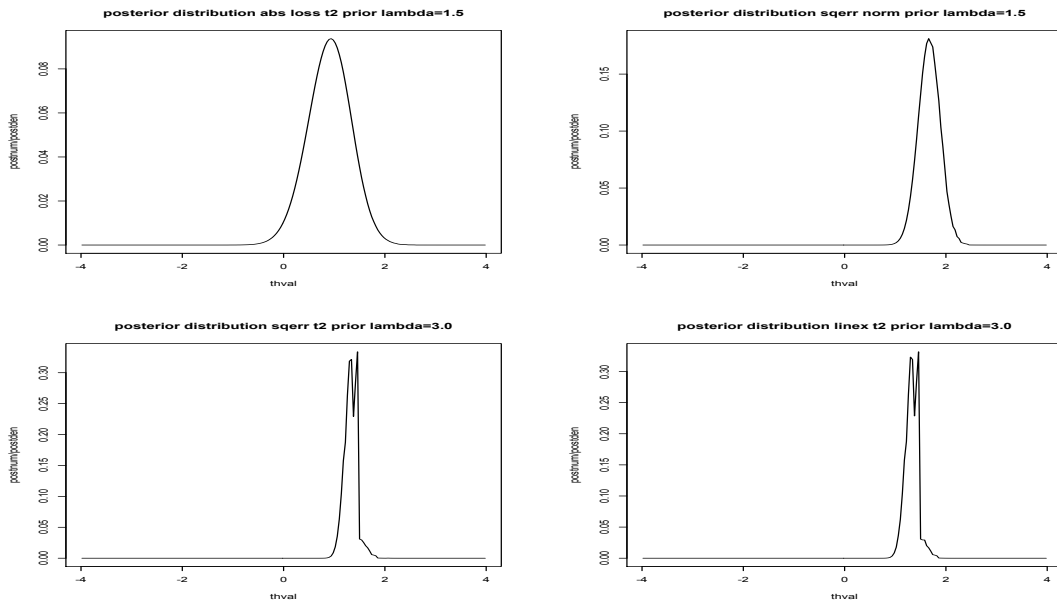 posterior distribution abs loss t2 prior lambda=1.5
postnum/postden
0.00 0.02 0.04 0.06 0.08
-4 -2 0 2 4
thval
posterior distribution sqerr norm prior lambda=1.5
postnum/postden
0.00 0.05 0.10 0.15
-4 -2 0 2 4
thval
posterior distribution sqerr t2 prior lambda=3.0
postnum/postden
0.00 0.05 0.10 0.15 0.20 0.25 0.30
-4 -2 0 2 4
thval
posterior distribution linex t2 prior lambda=3.0
postnum/postden
0.00 0.05 0.10 0.15 0.20 0.25 0.30
-4 -2 0 2 4
thval